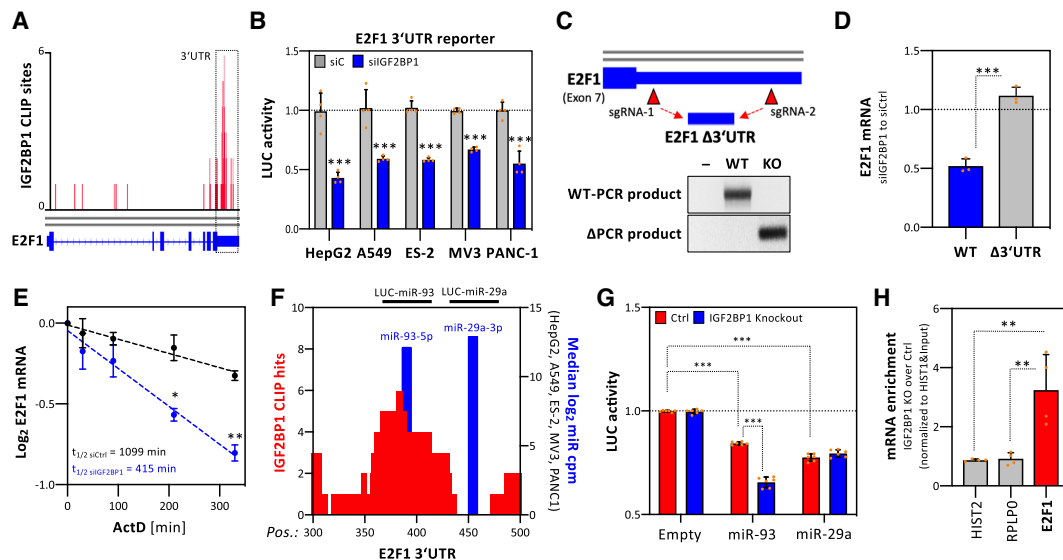 A
IGF2BP1 CLIP sites
6
0
3‘UTR
E2F1
B
E2F1 3‘UTR reporter
siC
siIGF2BP1
LUC activity
1.5
1.0
0.5
0.0
***
***
***
***
***
HepG2 A549 ES-2 MV3 PANC-1
C
E2F1
(Exon 7)
sgRNA-1
sgRNA-2
E2F1 Δ3‘UTR
– WT KO
WT-PCR product
ΔPCR product
D
E2F1 mRNA
siIGF2BP1 to siCtrl
1.5
1.0
0.5
0.0
***
WT Δ3‘UTR
E
Log2 E2F1 mRNA
0.0
-0.5
-1.0
*
**
t1/2 siCtrl = 1099 min
t1/2 siIGF2BP1 = 415 min
0 100 200 300
ActD [min]
F
LUC-miR-93
LUC-miR-29a
IGF2BP1 CLIP hits
10
8
6
4
2
0
miR-93-5p
miR-29a-3p
15
10
5
0
Median log2 miR cpm
(HepG2, A549, ES-2, MV3, PANC1)
Pos.: 300 350 400 450 500
E2F1 3‘UTR
G
Ctrl
IGF2BP1 Knockout
LUC activity
1.5
1.0
0.5
***
***
***
Empty miR-93 miR-29a
H
mRNA enrichment
IGF2BP1 KO over Ctrl
(normalized to HIST1&Input)
6
4
2
0
**
**
HIST2
RPLP0
E2F1